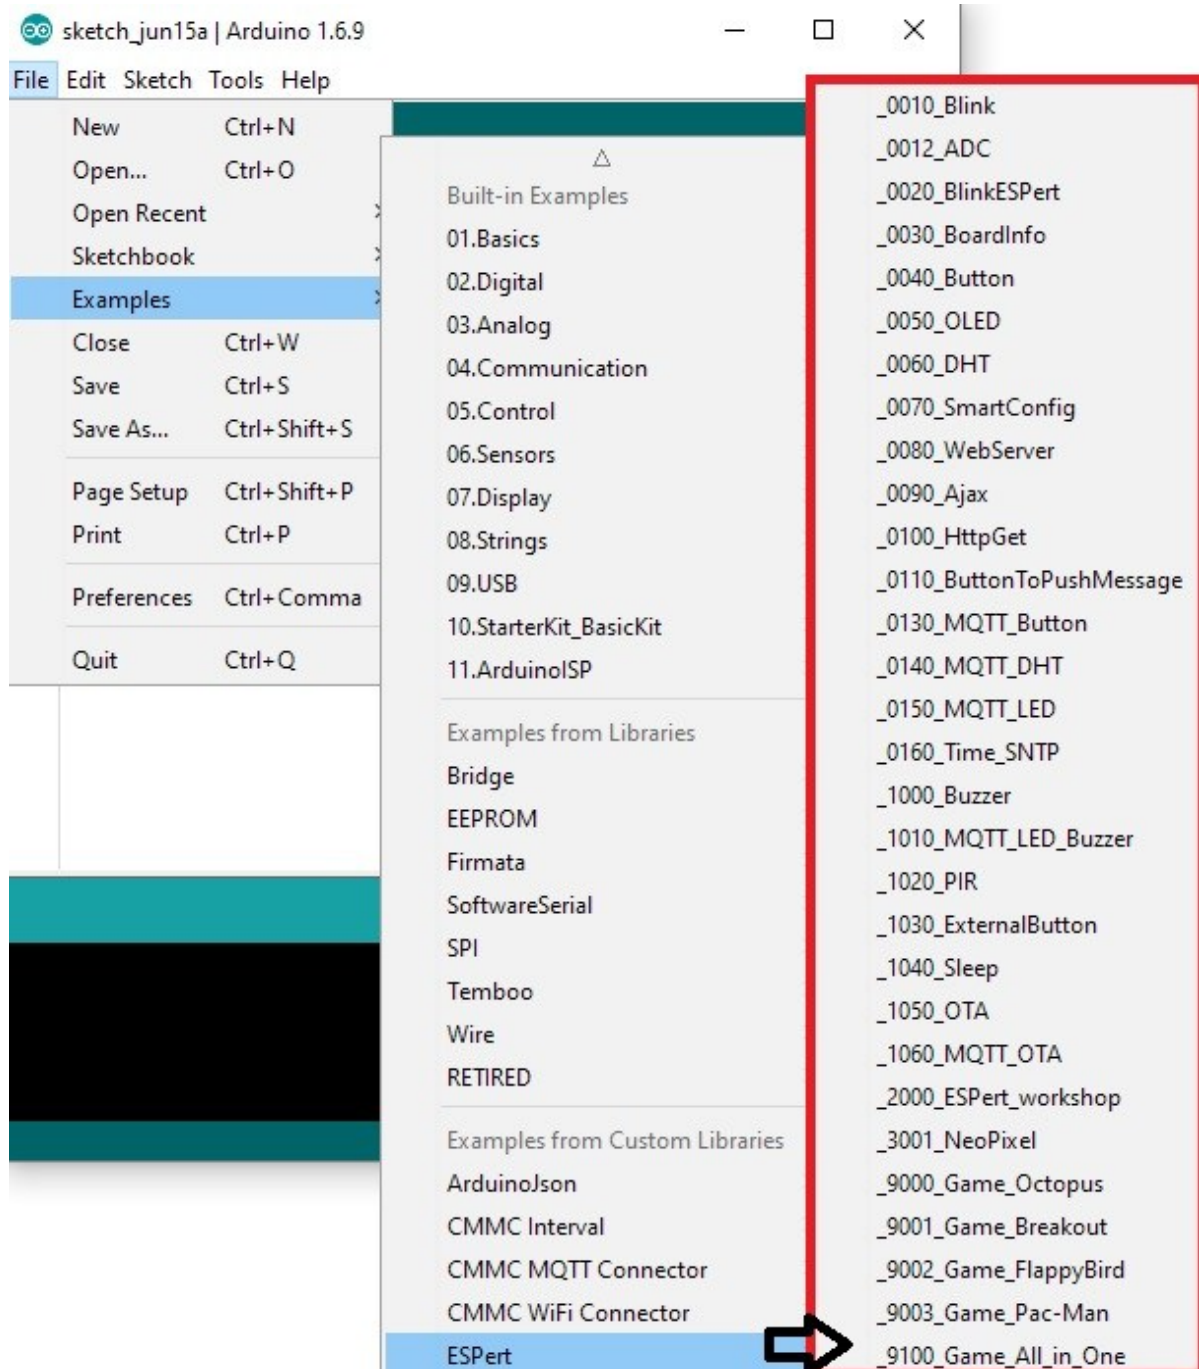 sketch_jun15a | Arduino 1.6.9
File Edit Sketch Tools Help
New Ctrl+N
Open... Ctrl+O
Open Recent
Sketchbook
Examples
Close Ctrl+W
Save Ctrl+S
Save As... Ctrl+Shift+S
Page Setup Ctrl+Shift+P
Print Ctrl+P
Preferences Ctrl+Comma
Quit Ctrl+Q
Built-in Examples
01.Basics
02.Digital
03.Analog
04.Communication
05.Control
06.Sensors
07.Display
08.Strings
09.USB
10.StarterKit_BasicKit
11.ArduinoISP
Examples from Libraries
Bridge
EEPROM
Firmata
SoftwareSerial
SPI
Temboo
Wire
RETIRED
Examples from Custom Libraries
ArduinoJson
CMMC Interval
CMMC MQTT Connector
CMMC WiFi Connector
ESPert
_0010_Blink
_0012_ADC
_0020_BlinkESPert
_0030_BoardInfo
_0040_Button
_0050_OLED
_0060_DHT
_0070_SmartConfig
_0080_WebServer
_0090_Ajax
_0100_HttpGet
_0110_ButtonToPushMessage
_0130_MQTT_Button
_0140_MQTT_DHT
_0150_MQTT_LED
_0160_Time_SNTP
_1000_Buzzer
_1010_MQTT_LED_Buzzer
_1020_PIR
_1030_ExternalButton
_1040_Sleep
_1050_OTA
_1060_MQTT_OTA
_2000_ESPert_workshop
_3001_NeoPixel
_9000_Game_Octopus
_9001_Game_Breakout
_9002_Game_FlappyBird
_9003_Game_Pac-Man
_9100_Game_All_in_One